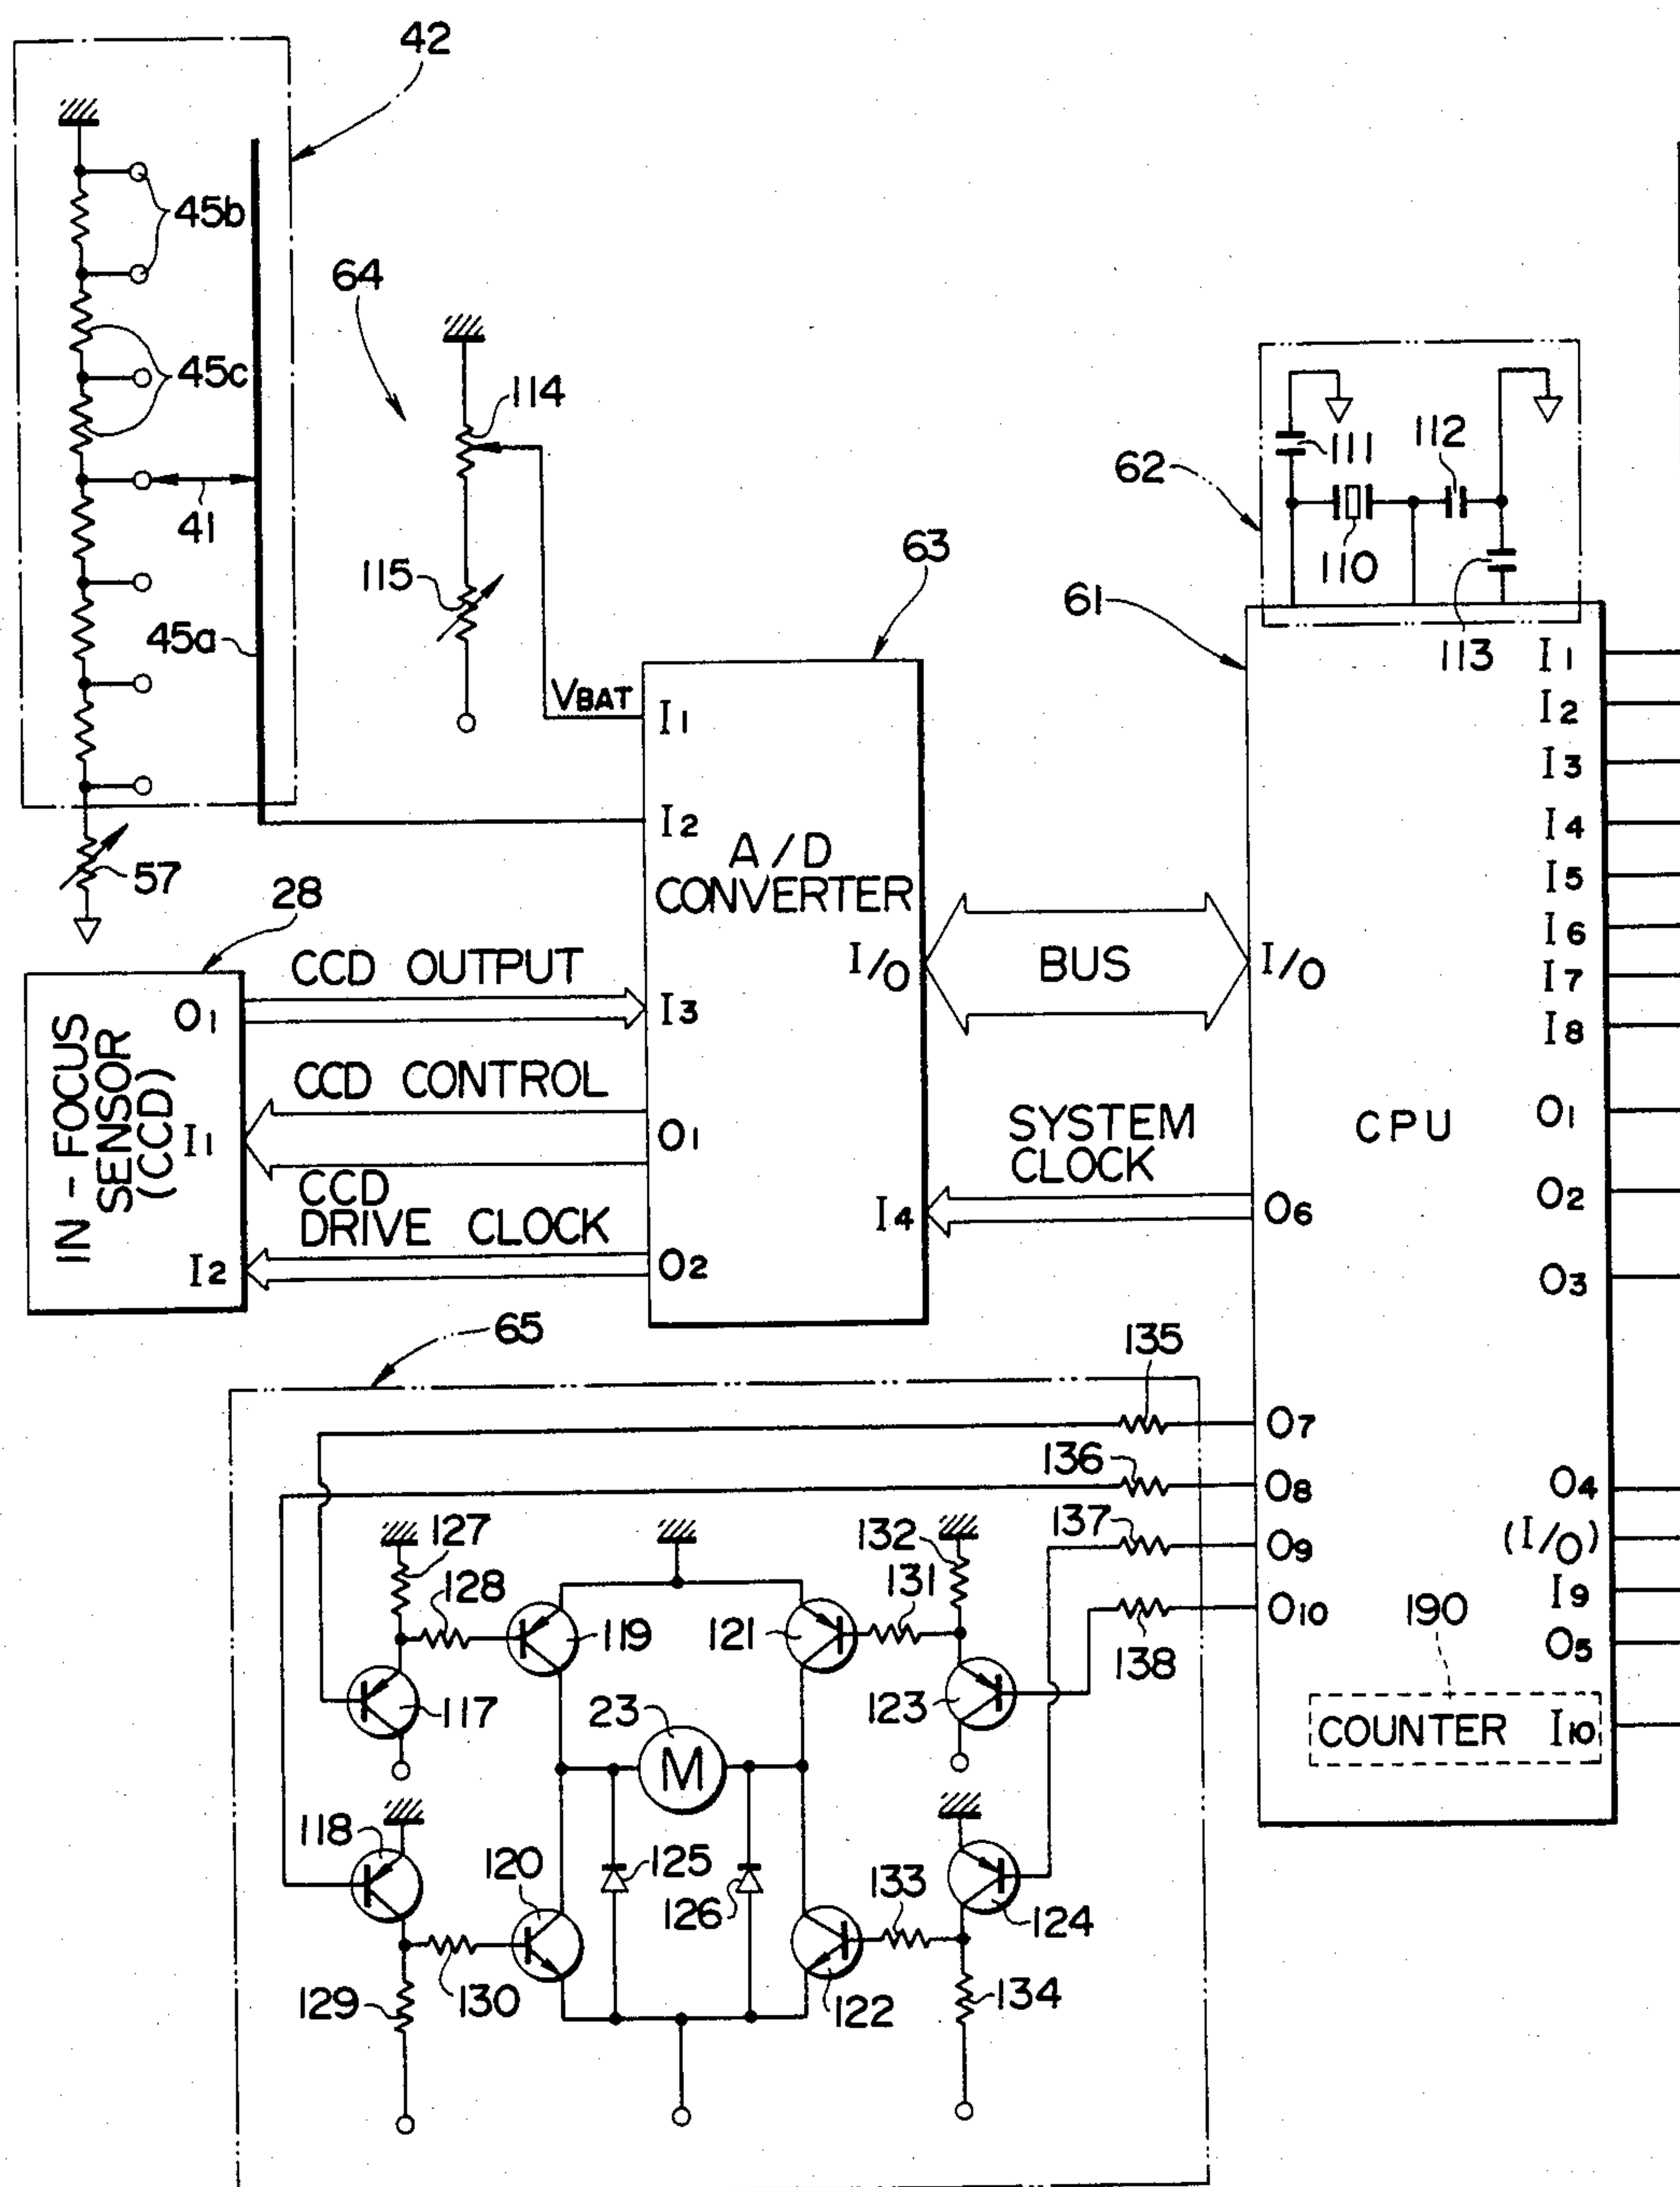 42
45b
64
45c
114
111
112
62
41
110
115
63
61
45a
113
I1
VBAT
I1
I2
I3
I2
I4
A/D
CONVERTER
57
I5
28
I6
CCD OUTPUT
I/O
BUS
I/O
I7
O1
I3
I8
IN-FOCUS
SENSOR
(CCD)
CCD CONTROL
I1
O1
SYSTEM
CLOCK
CPU
O1
CCD
DRIVE CLOCK
I4
O6
O2
I2
O2
O3
65
135
O7
136
O8
O4
127
132
137
O9
(I/O)
128
131
I9
119
121
O10
190
138
O5
117
23
123
COUNTER I10
M
118
120
125
133
126
124
129
130
122
134